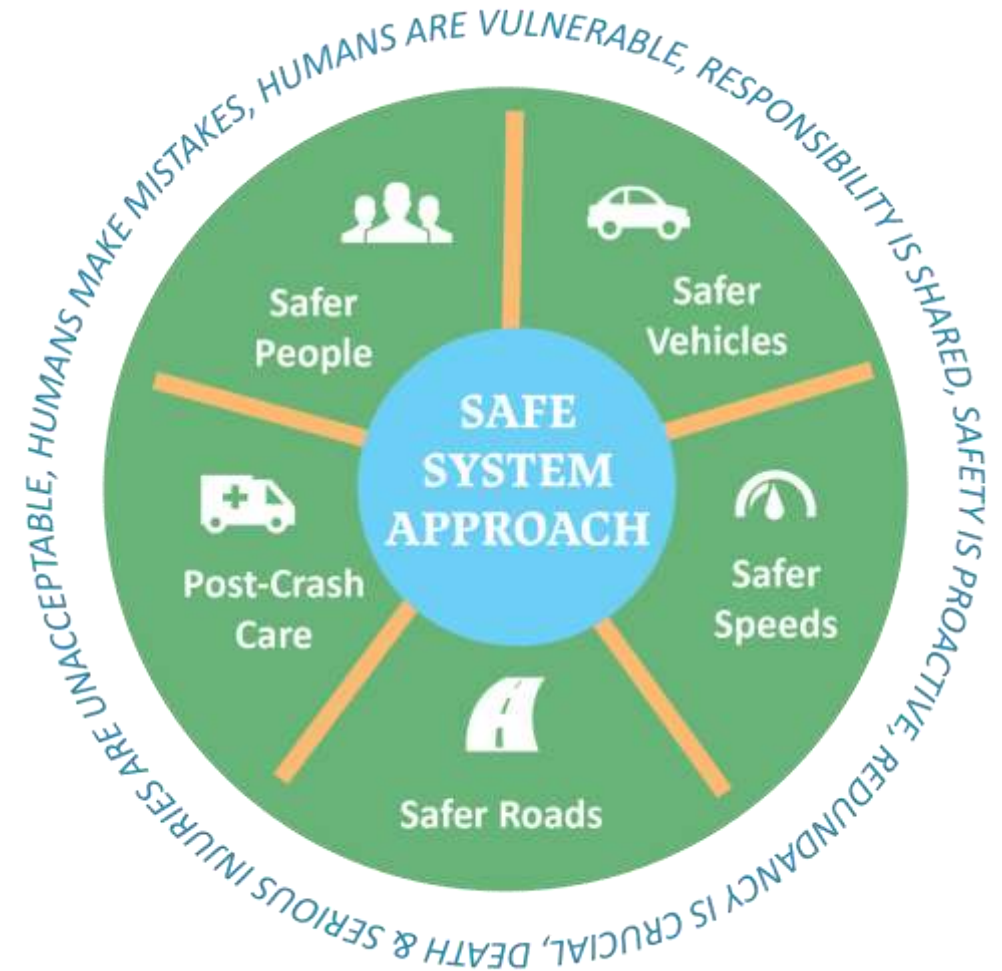 HUMANS MAKE MISTAKES, HUMANS ARE VULNERABLE, RESPONSIBILITY IS SHARED, SAFETY IS PROACTIVE, REDUNDANCY IS CRUCIAL, DEATH & SERIOUS INJURIES ARE UNACCCEPTABLE,
Safer
People
Safer
Vehicles
SAFE
SYSTEM
APPROACH
Post-Crash
Care
Safer
Speeds
Safer Roads